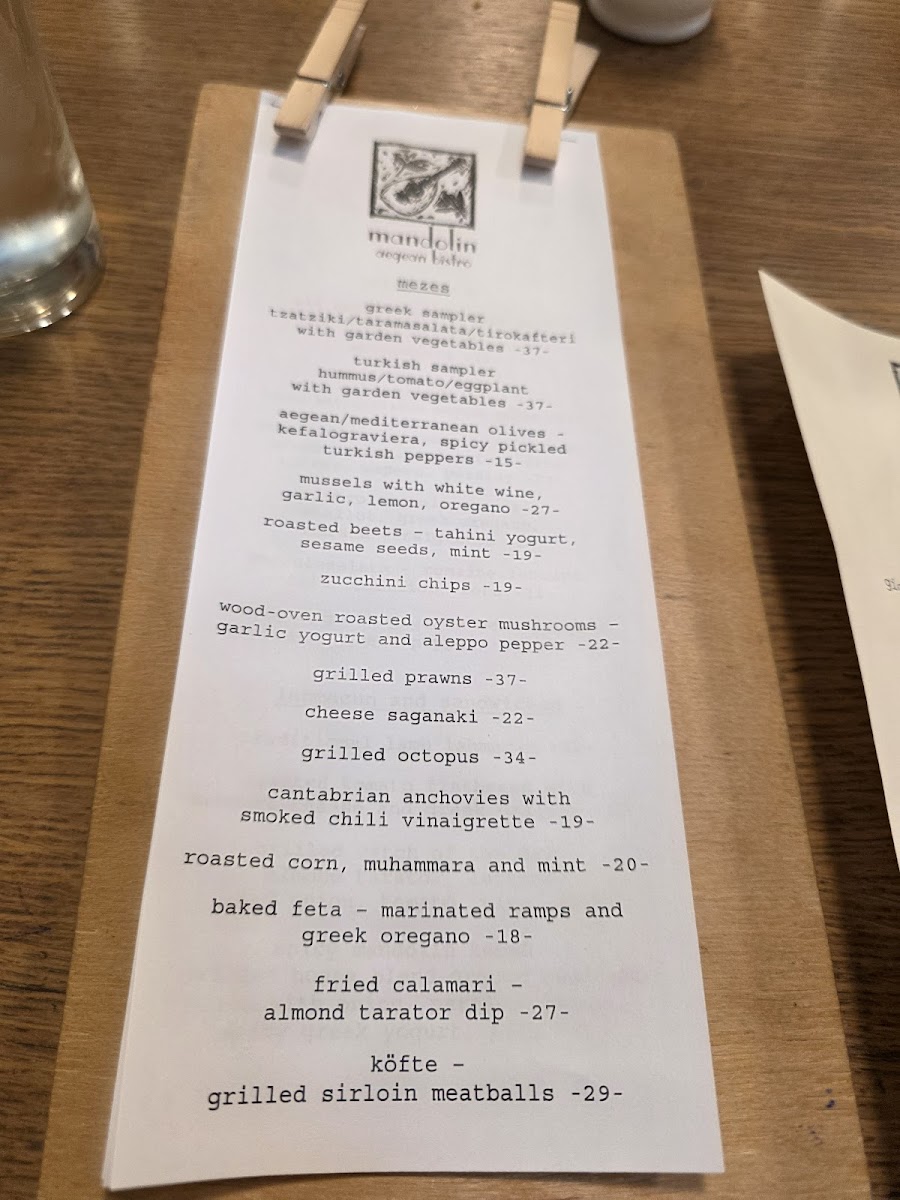 mandolin
aegean bistro
mezes
greek sampler
tzatziki/taramasalata/tirokafteri
with garden vegetables -37-
turkish sampler
hummus/tomato/eggplant
with garden vegetables -37-
aegean/mediterranean olives -
kefalograviera, spicy pickled
turkish peppers -15-
mussels with white wine,
garlic, lemon, oregano -27-
roasted beets - tahini yogurt,
sesame seeds, mint -19-
zucchini chips -19-
wood-oven roasted oyster mushrooms -
garlic yogurt and aleppo pepper -22-
grilled prawns -37-
cheese saganaki -22-
grilled octopus -34-
cantabrian anchovies with
smoked chili vinaigrette -19-
roasted corn, muhammara and mint -20-
baked feta - marinated ramps and
greek oregano -18-
fried calamari -
almond tarator dip -27-
köfte -
grilled sirloin meatballs -29-